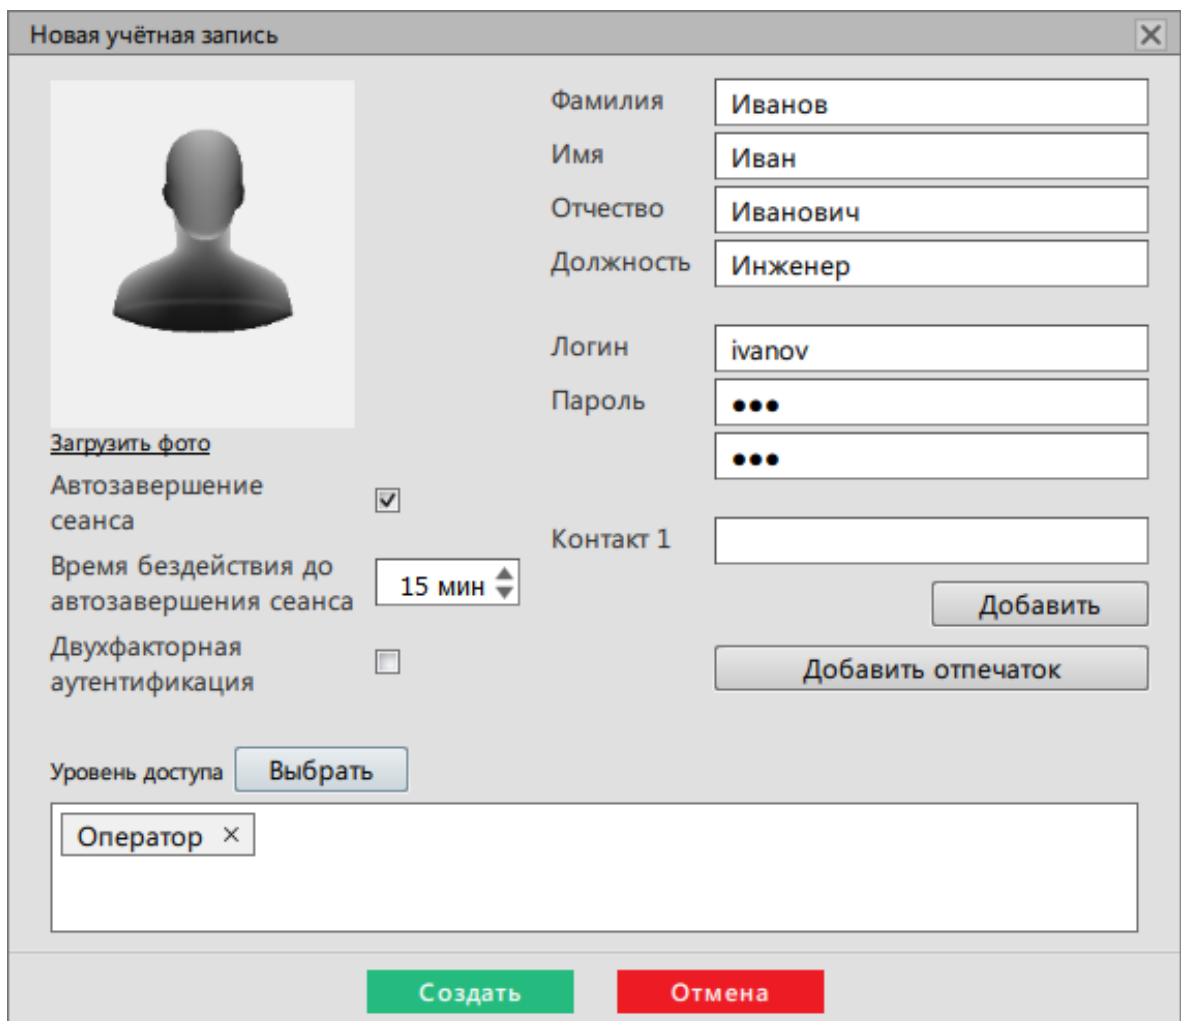 Новая учётная запись
Фамилия
Иванов
Имя
Иван
Отчество
Иванович
Должность
Инженер
Логин
ivanov
Пароль
●●●
●●●
Загрузить фото
Автозавершение
сеанса
Время бездействия до
автозавершения сеанса
15 мин
Двухфакторная
аутентификация
Контакт 1
Добавить
Добавить отпечаток
Уровень доступа
Выбрать
Оператор ×
Создать
Отмена